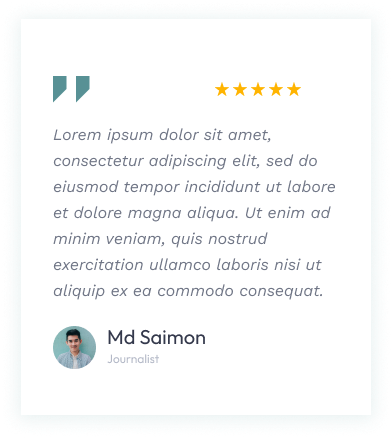 Lorem ipsum dolor sit amet,
consectetur adipiscing elit, sed do
eiusmod tempor incididunt ut labore
et dolore magna aliqua. Ut enim ad
minim veniam, quis nostrud
exercitation ullamco laboris nisi ut
aliquip ex ea commodo consequat.
Md Saimon
Journalist